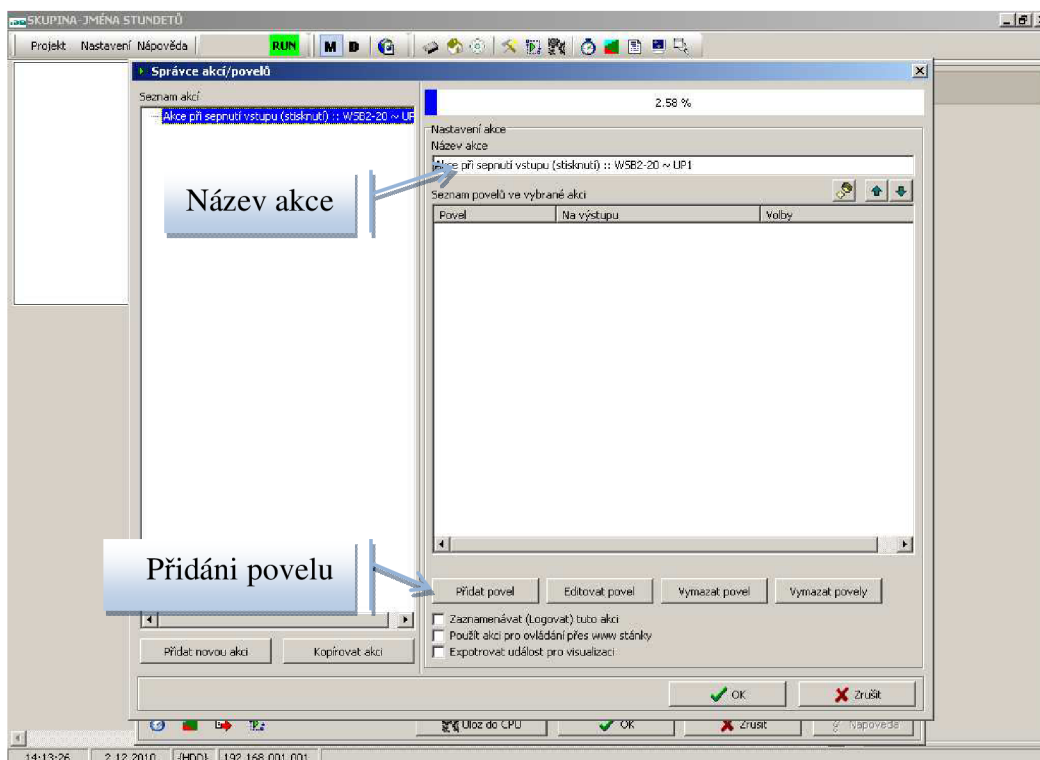 SKUPINA-JMÉNA STUNDETŮ
Projekt Nastavení Nápověda RUN M D
Správce akcí/povelů
Seznam akcí
Akce při sepnutí vstupu (stisknutí) :: WSB2-20 ~ UP
2.58 %
Nastavení akce
Název akce
Akce při sepnutí vstupu (stisknutí) :: WSB2-20 ~ UP1
Název akce
Seznam povelů ve vybrané akci
Povel Na výstupu Volby
Přidáni povelu
Přidat povel Editovat povel Vymazat povel Vymazat povely
Zaznamenávat (Logovat) tuto akci
Použít akci pro ovládání přes www stánky
Expotrovat událost pro visualizaci
Přidat novou akci Kopírovat akci
OK Zrušit
Ulož do CPU OK Zrušit Nápověda
14:13:26 2.12.2010 {HDD} 192.168.001.001